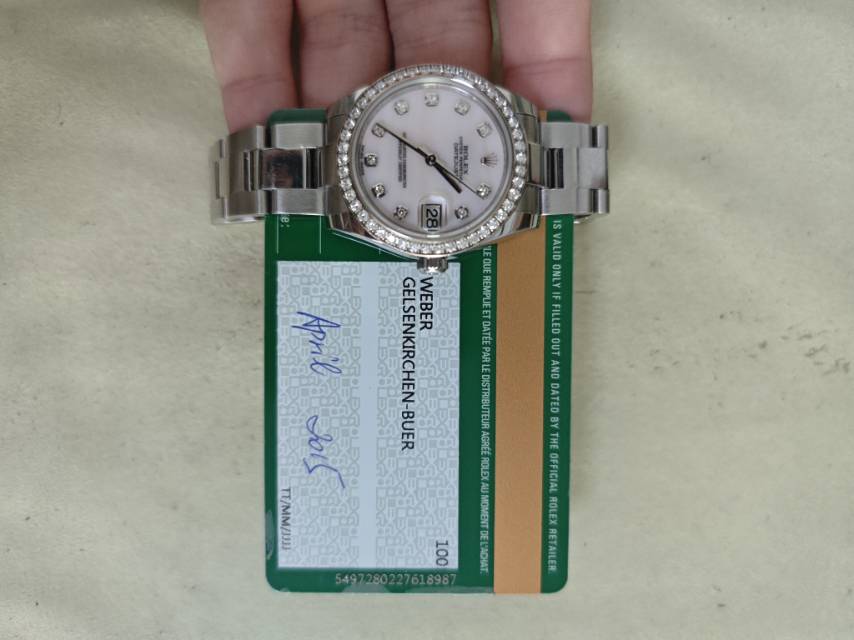 ROLEX
OYSTER PERPETUAL
DATEJUST
28
IS VALID ONLY IF FILLED OUT AND DATED BY THE OFFICIAL ROLEX RETAILER.
LE QUE REMPLIE ET DATÉE PAR LE DISTRIBUTEUR AGRÉÉ ROLEX AU MOMENT DE L'ACHAT.
WEBER
GELSENKIRCHEN-BUER
100
April 2015
TT/MM/JJJJ
5497280227618987